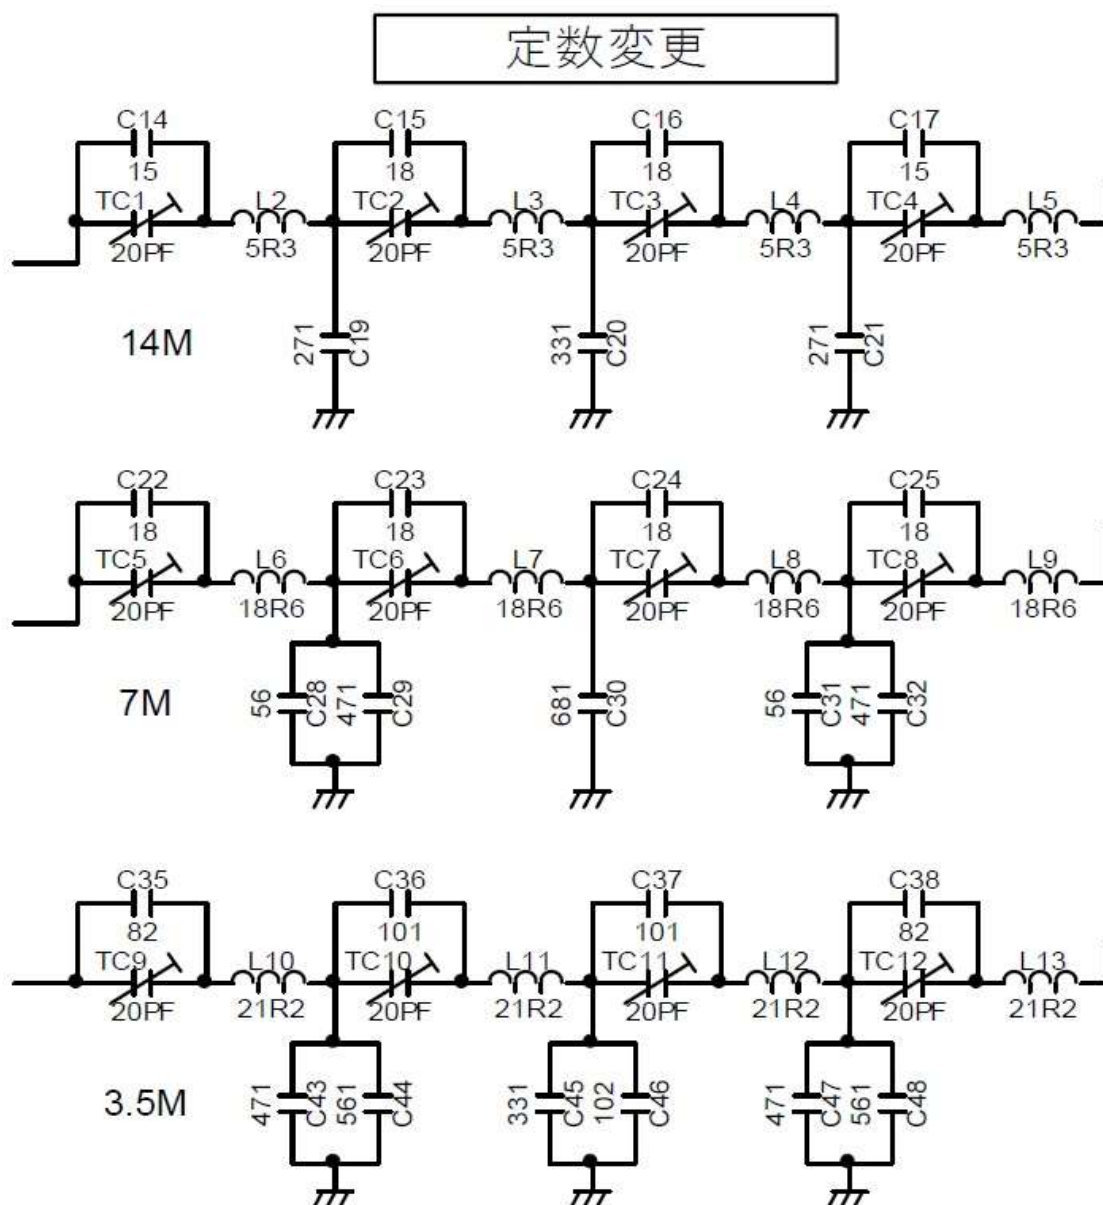 定数変更
C14 C15 C16 C17
15 18 18 15
TC1 L2 TC2 L3 TC3 L4 TC4 L5
20PF 5R3 20PF 5R3 20PF 5R3 20PF 5R3
14M 271 C19 331 C20 271 C21
C22 C23 C24 C25
18 18 18 18
TC5 L6 TC6 L7 TC7 L8 TC8 L9
20PF 18R6 20PF 18R6 20PF 18R6 20PF 18R6
7M 56 C28 471 C29 681 C30 56 C31 471 C32
C35 C36 C37 C38
82 101 101 82
TC9 L10 TC10 L11 TC11 L12 TC12 L13
20PF 21R2 20PF 21R2 20PF 21R2 20PF 21R2
3.5M 471 C43 561 C44 331 C45 102 C46 471 C47 561 C48